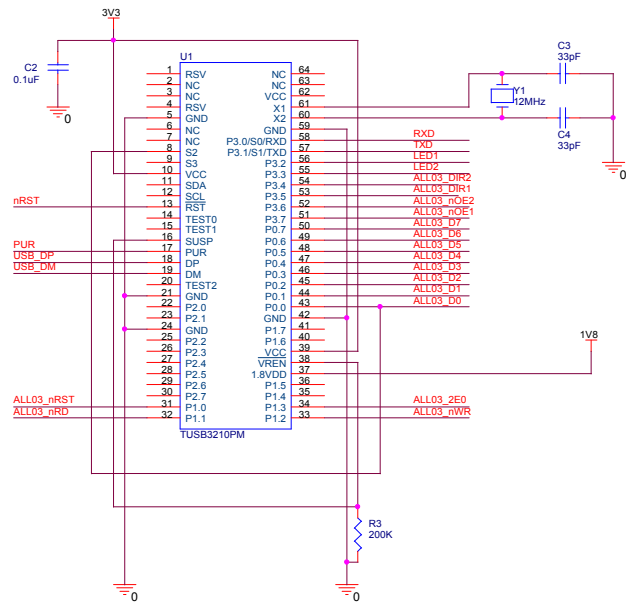 3V3
C2
0.1uF
0
U1
1 RSV NC 64
2 NC NC 63
3 NC VCC 62
4 RSV X1 61
5 GND X2 60
6 NC GND 59
7 NC P3.0/S0/RXD 58 RXD
8 S2 P3.1/S1/TXD 57 TXD
9 S3 P3.2 56 LED1
10 VCC P3.3 55 LED2
11 SDA P3.4 54 ALL03_DIR2
12 SCL P3.5 53 ALL03_DIR1
nRST 13 RST P3.6 52 ALL03_nOE2
14 TEST0 P3.7 51 ALL03_nOE1
15 TEST1 P0.7 50 ALL03_D7
16 SUSP P0.6 49 ALL03_D6
PUR 17 PUR P0.5 48 ALL03_D5
USB_DP 18 DP P0.4 47 ALL03_D4
USB_DM 19 DM P0.3 46 ALL03_D3
20 TEST2 P0.2 45 ALL03_D2
21 GND P0.1 44 ALL03_D1
22 P2.0 P0.0 43 ALL03_D0
23 P2.1 GND 42
24 GND P1.7 41
25 P2.2 P1.6 40
26 P2.3 VCC 39
27 P2.4 VREN 38
28 P2.5 1.8VDD 37
29 P2.6 P1.5 36
30 P2.7 P1.4 35
ALL03_nRST 31 P1.0 P1.3 34 ALL03_2E0
ALL03_nRD 32 P1.1 P1.2 33 ALL03_nWR
TUSB3210PM
C3
33pF
Y1
12MHz
C4
33pF
0
1V8
R3
200K
0
0